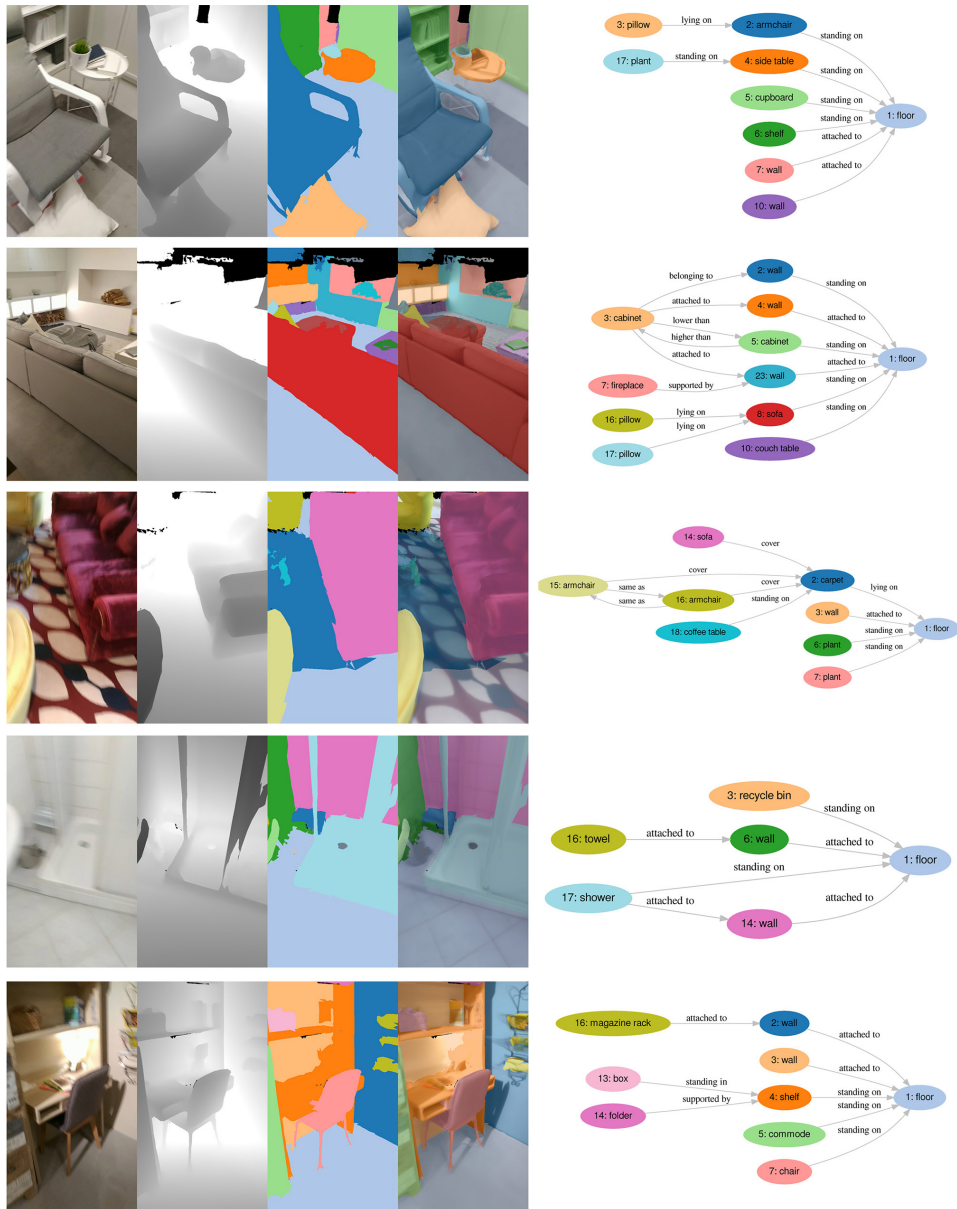 3: pillow
lying on
2: armchair
standing on
17: plant
standing on
4: side table
standing on
5: cupboard
standing on
1: floor
6: shelf
standing on
attached to
7: wall
attached to
10: wall
belonging to
2: wall
standing on
3: cabinet
attached to
4: wall
attached to
lower than
higher than
5: cabinet
standing on
1: floor
attached to
23: wall
attached to
7: fireplace
supported by
standing on
16: pillow
lying on
8: sofa
standing on
lying on
17: pillow
10: couch table
14: sofa
cover
15: armchair
cover
2: carpet
same as
cover
lying on
same as
16: armchair
standing on
3: wall
attached to
18: coffee table
standing on
1: floor
6: plant
standing on
7: plant
3: recycle bin
standing on
16: towel
attached to
6: wall
attached to
1: floor
standing on
17: shower
attached to
attached to
14: wall
16: magazine rack
attached to
2: wall
attached to
3: wall
attached to
13: box
standing in
4: shelf
standing on
1: floor
supported by
standing on
14: folder
5: commode
standing on
7: chair